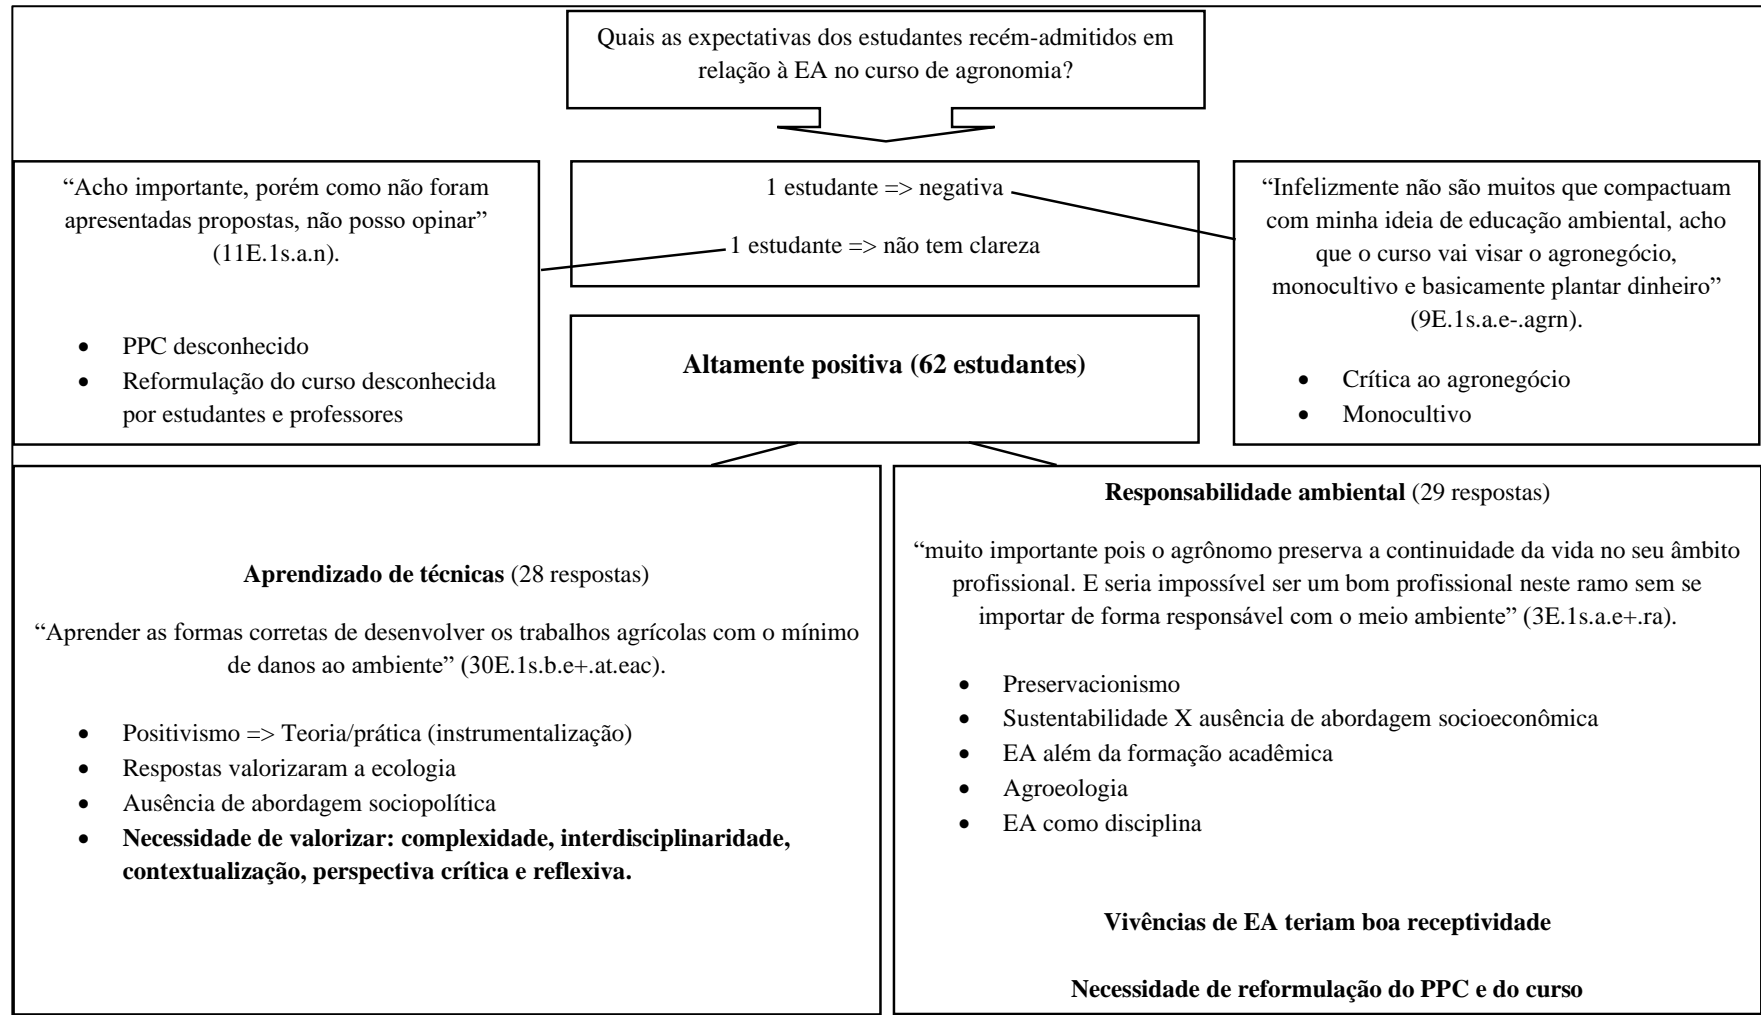 Quais as expectativas dos estudantes recém-admitidos em
relação à EA no curso de agronomia?
“Acho importante, porém como não foram
apresentadas propostas, não posso opinar”
(11E.1s.a.n).
• PPC desconhecido
• Reformulação do curso desconhecida
por estudantes e professores
1 estudante => negativa
1 estudante => não tem clareza
“Infelizmente não são muitos que compactuam
com minha ideia de educação ambiental, acho
que o curso vai visar o agronegócio,
monocultivo e basicamente plantar dinheiro”
(9E.1s.a.e-.agrn).
• Crítica ao agronegócio
• Monocultivo
Altamente positiva (62 estudantes)
Aprendizado de técnicas (28 respostas)
“Aprender as formas corretas de desenvolver os trabalhos agrícolas com o mínimo
de danos ao ambiente” (30E.1s.b.e+.at.eac).
• Positivismo => Teoria/prática (instrumentalização)
• Respostas valorizaram a ecologia
• Ausência de abordagem sociopolítica
• Necessidade de valorizar: complexidade, interdisciplinaridade,
contextualização, perspectiva crítica e reflexiva.
Responsabilidade ambiental (29 respostas)
“muito importante pois o agrônomo preserva a continuidade da vida no seu âmbito
profissional. E seria impossível ser um bom profissional neste ramo sem se
importar de forma responsável com o meio ambiente” (3E.1s.a.e+.ra).
• Preservacionismo
• Sustentabilidade X ausência de abordagem socioeconômica
• EA além da formação acadêmica
• Agroeologia
• EA como disciplina
Vivências de EA teriam boa receptividade
Necessidade de reformulação do PPC e do curso